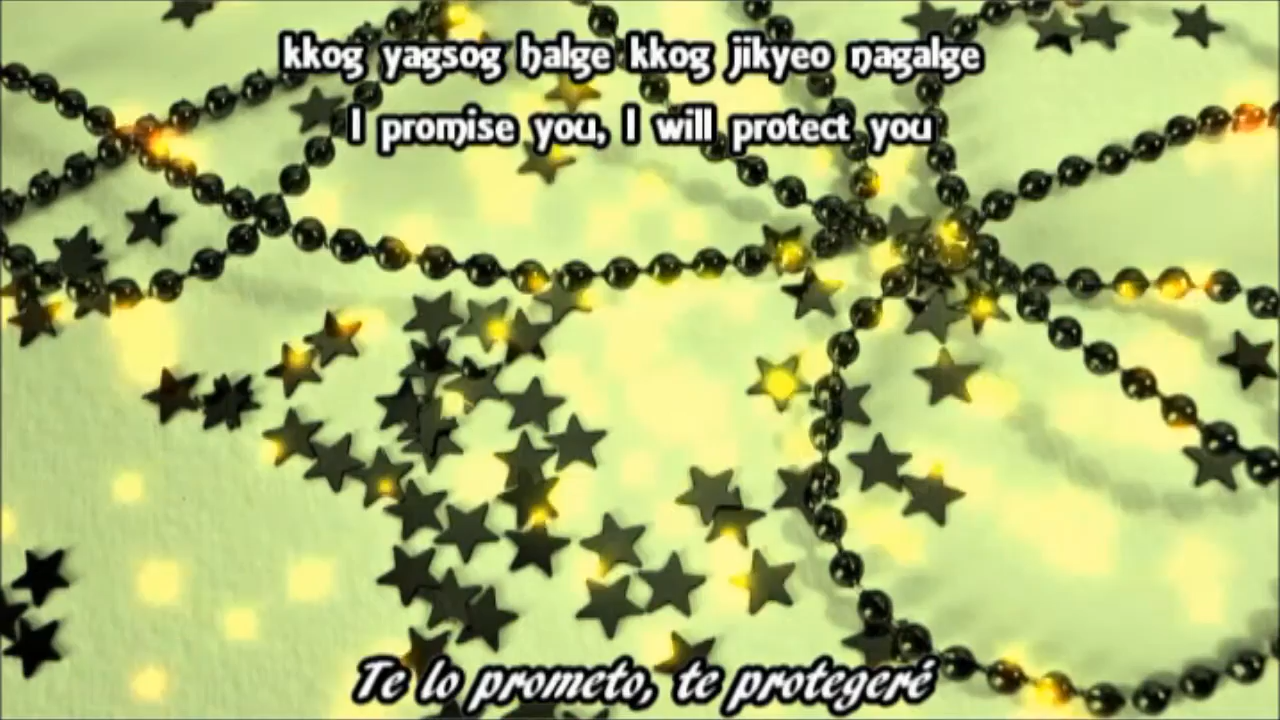 kkog yagsog halge kkog jikyeo nagalge
I promise you, I will protect you
Te lo prometo, te protegeré